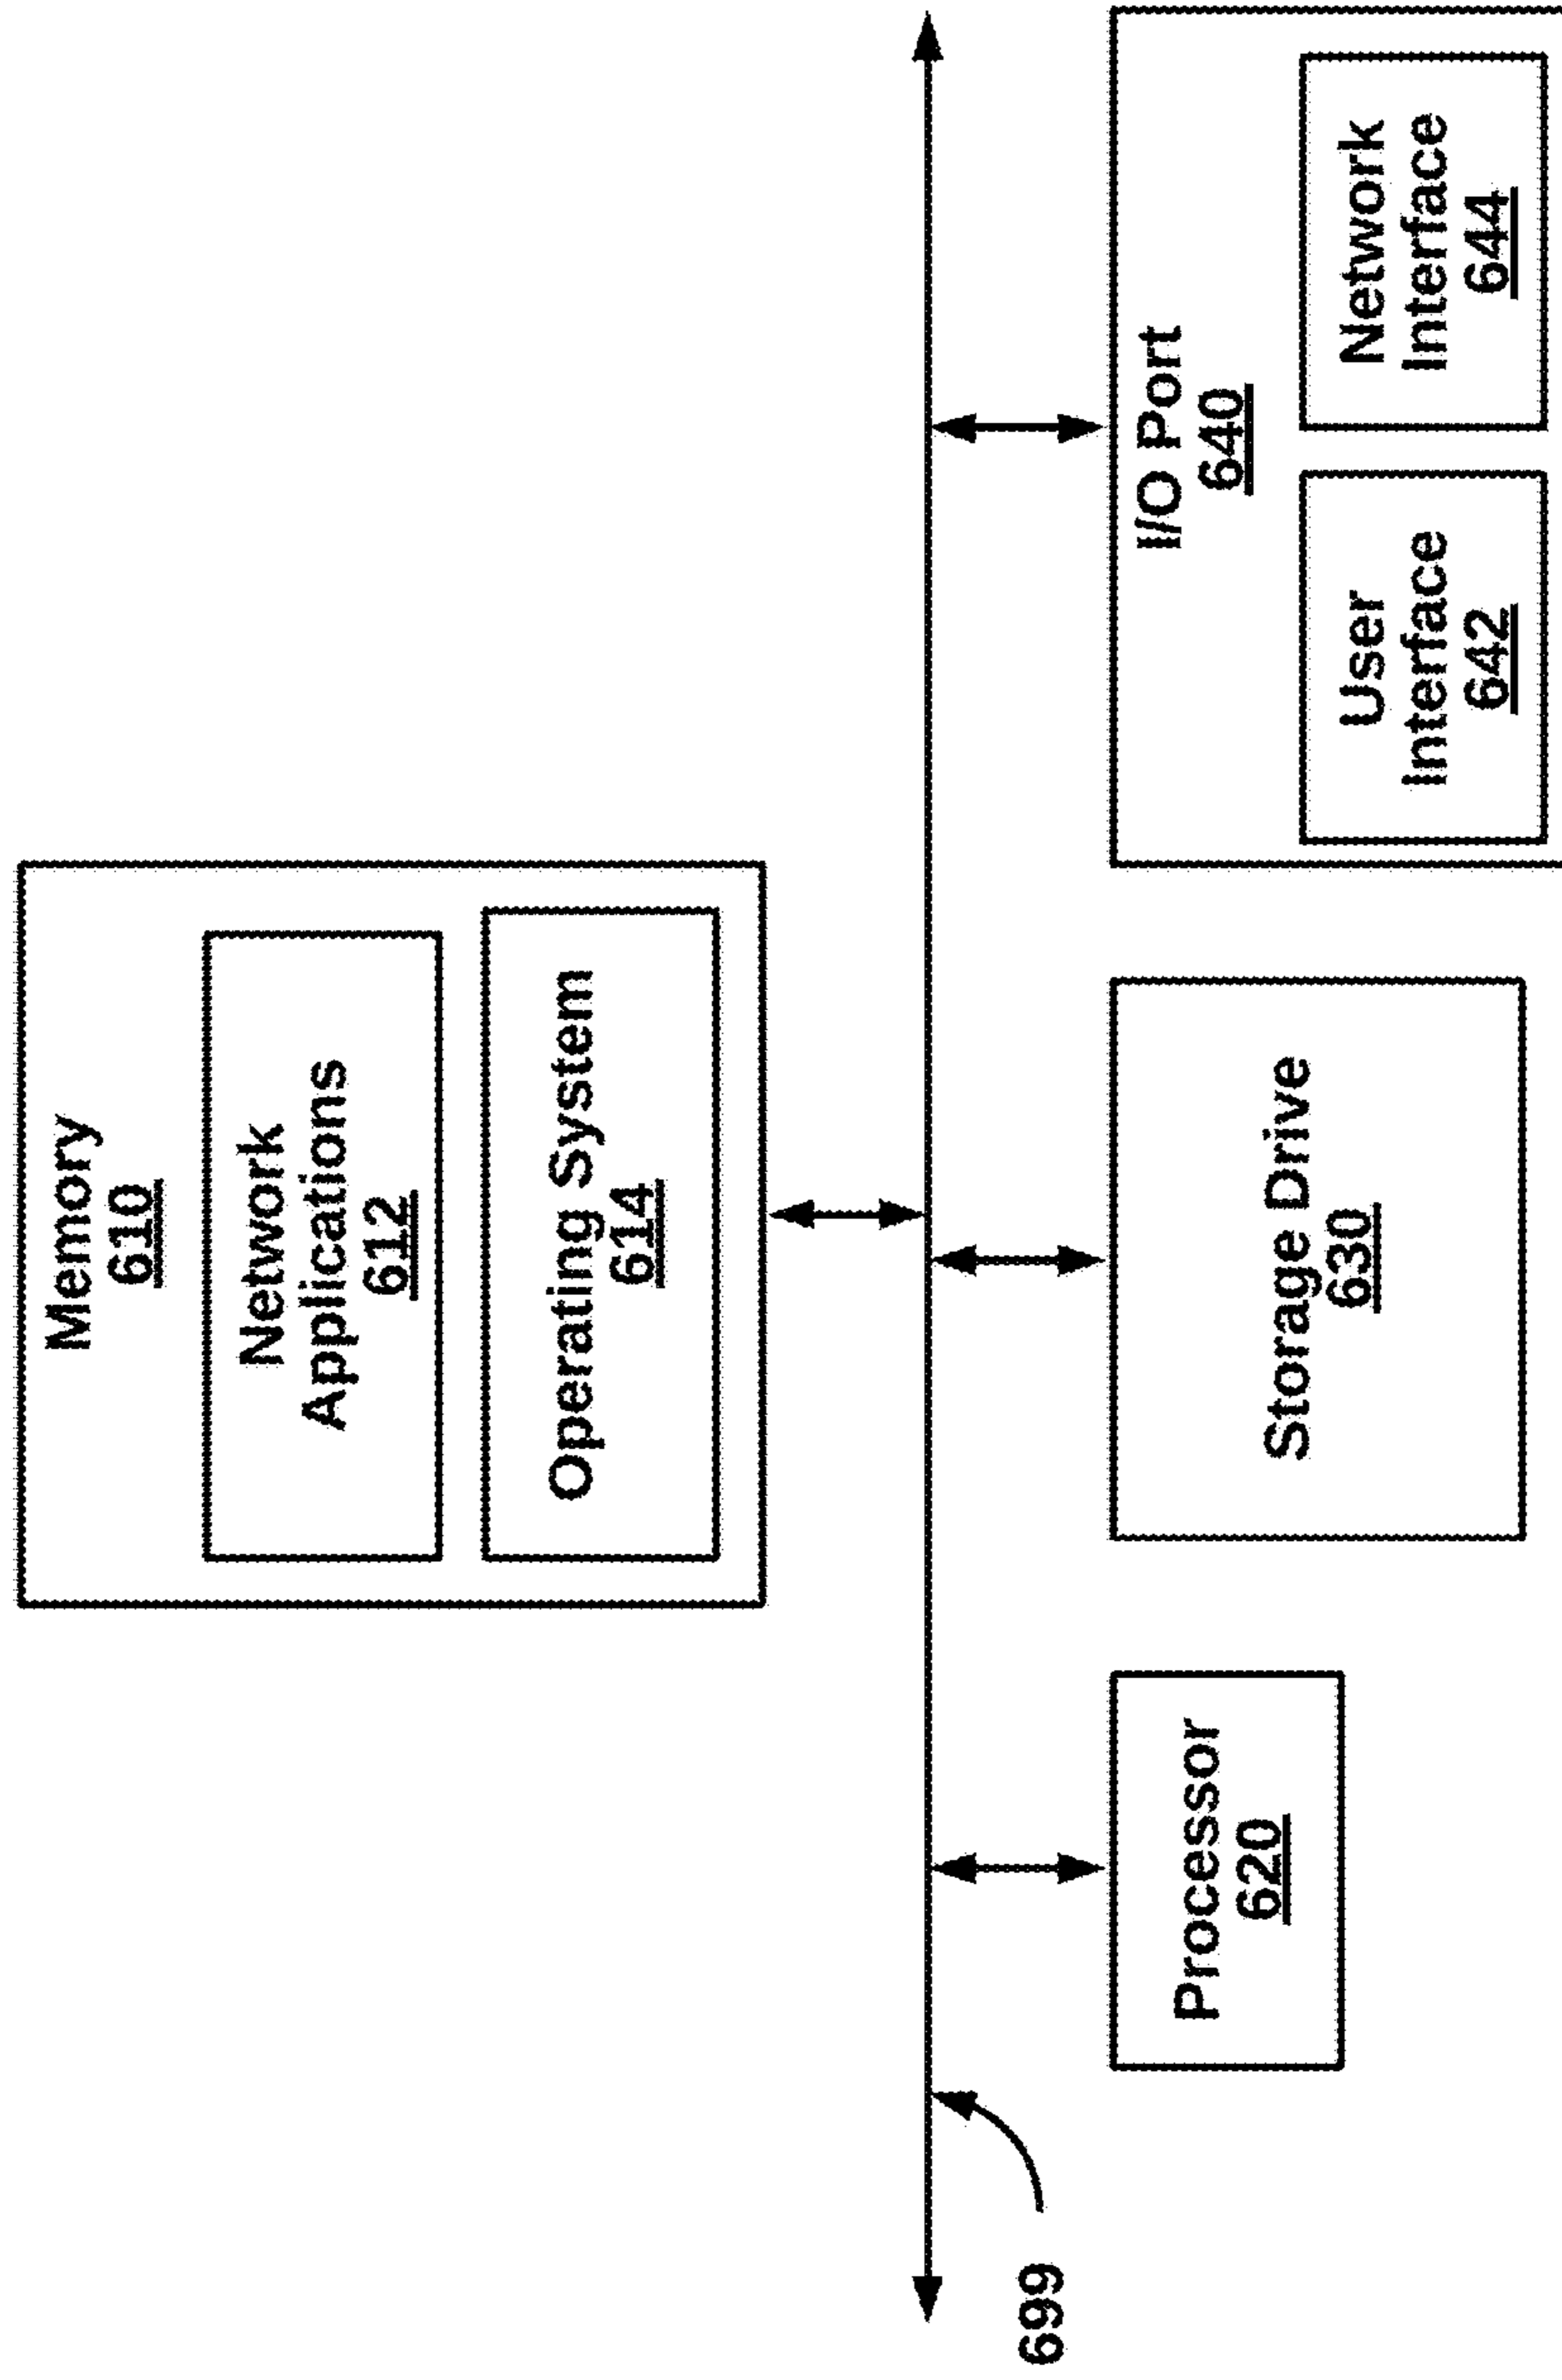 Memory
610
Network
Applications
612
Operating System
614
699
Processor
620
Storage Drive
630
I/O Port
640
User
Interface
642
Network
Interface
644